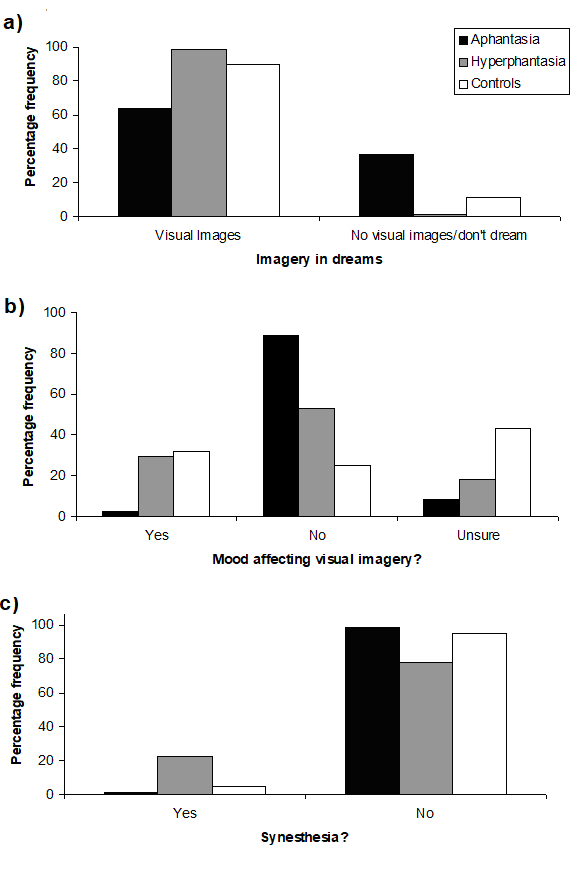 a)
Aphantasia
Hyperphantasia
Controls
Percentage frequency
100
80
60
40
20
0
Visual Images
No visual images/don't dream
Imagery in dreams
b)
Percentage frequency
100
80
60
40
20
0
Yes
No
Unsure
Mood affecting visual imagery?
c)
Percentage frequency
100
80
60
40
20
0
Yes
No
Synesthesia?